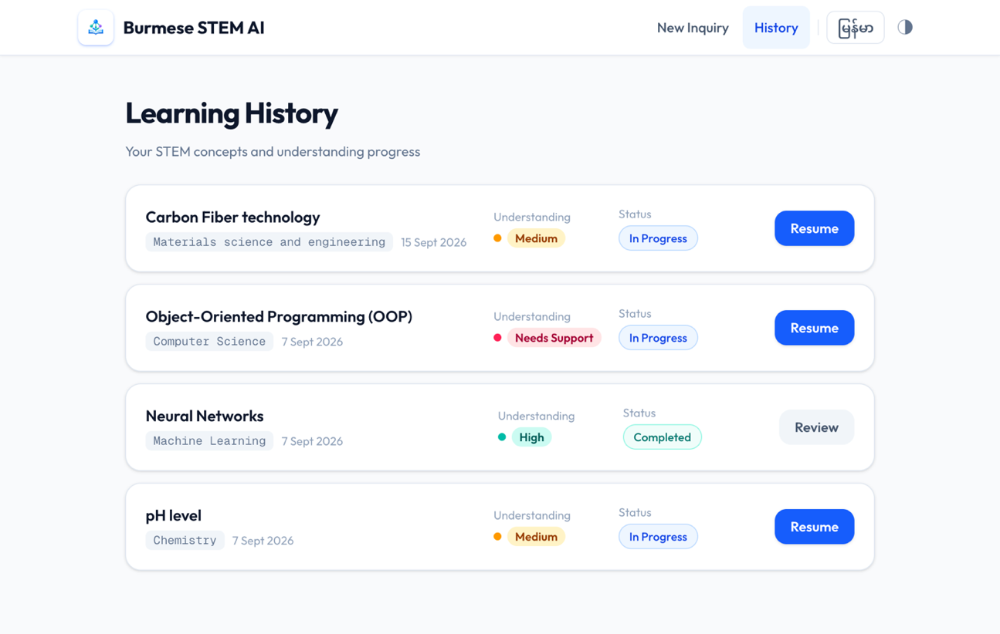 Burmese STEM AI
New Inquiry
History
မြန်မာ
Learning History
Your STEM concepts and understanding progress
Carbon Fiber technology
Materials science and engineering 15 Sept 2026
Understanding
Medium
Status
In Progress
Resume
Object-Oriented Programming (OOP)
Computer Science 7 Sept 2026
Understanding
Needs Support
Status
In Progress
Resume
Neural Networks
Machine Learning 7 Sept 2026
Understanding
High
Status
Completed
Review
pH level
Chemistry 7 Sept 2026
Understanding
Medium
Status
In Progress
Resume